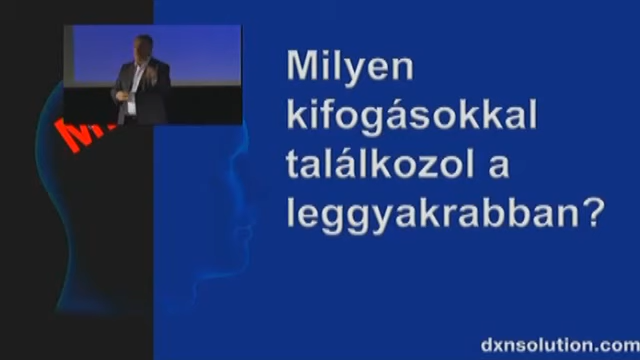 Milyen
kifogásokkal
találkozol a
leggyakrabban?
dxnsolution.com